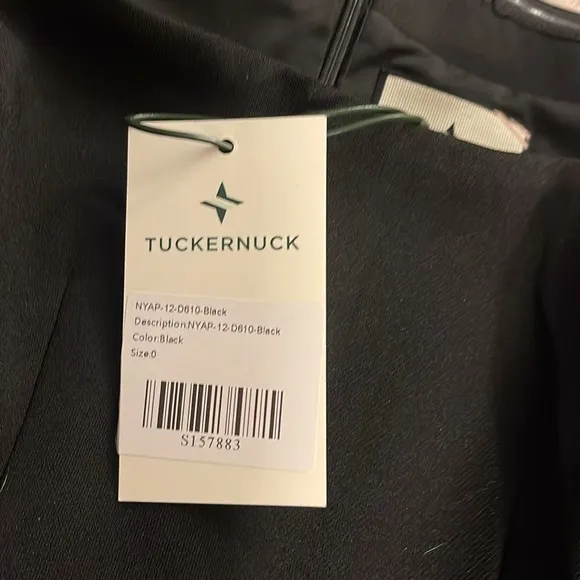 TUCKERNUCK
NYAP-12-D610-Black
Description:NYAP-12-D610-Black
Color:Black
Size:0
S157883